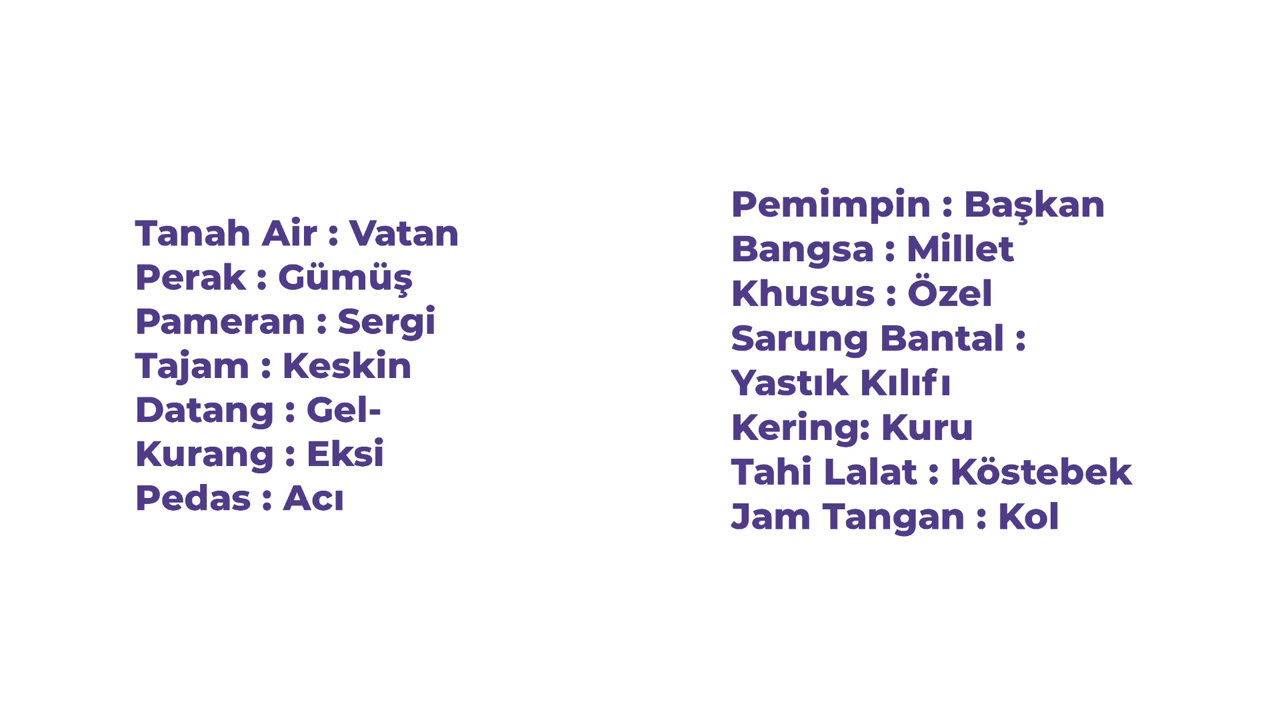 Tanah Air : Vatan
Perak : Gümüş
Pameran : Sergi
Tajam : Keskin
Datang : Gel-
Kurang : Eksi
Pedas : Acı
Pemimpin : Başkan
Bangsa : Millet
Khusus : Özel
Sarung Bantal :
Yastık Kılıfı
Kering: Kuru
Tahi Lalat : Köstebek
Jam Tangan : Kol